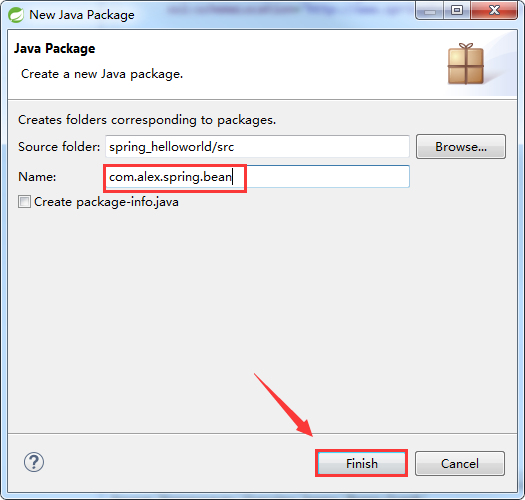 New Java Package
Java Package
Create a new Java package.
Creates folders corresponding to packages.
Source folder: spring_helloworld/src Browse...
Name: com.alex.spring.bean
Create package-info.java
? Finish Cancel